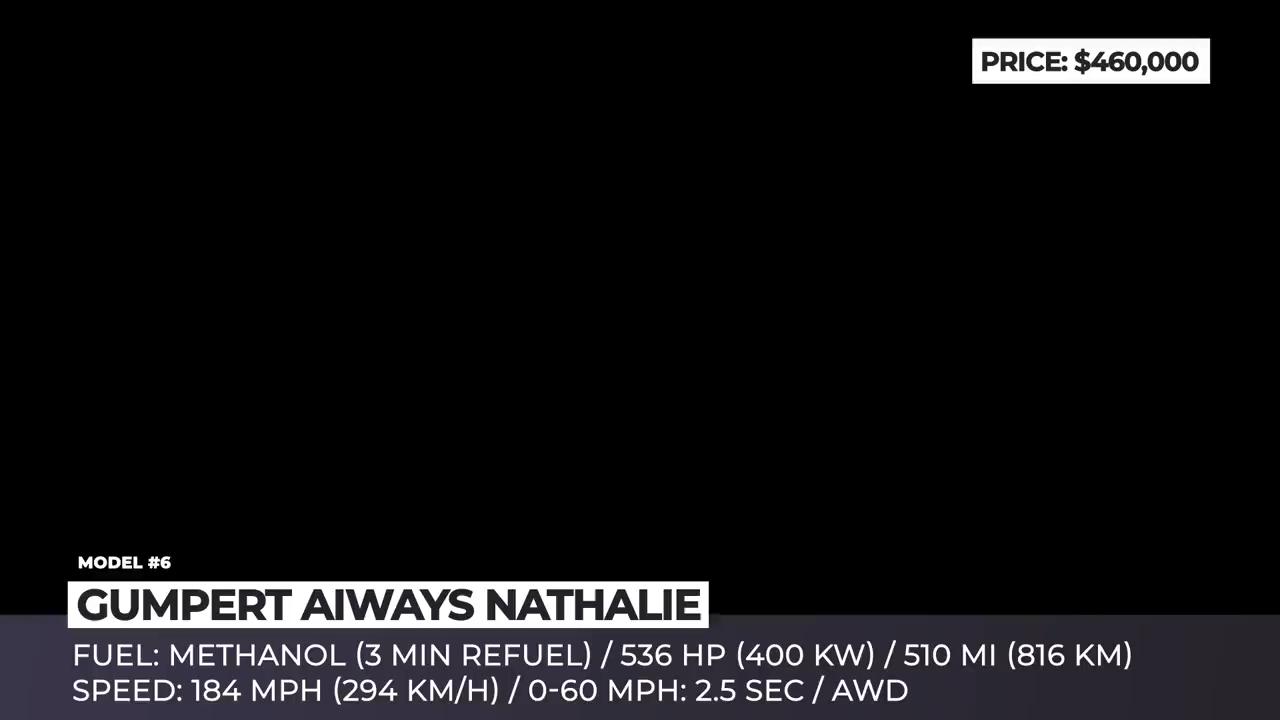 PRICE: $460,000
MODEL #6
GUMPERT AIWAYS NATHALIE
FUEL: METHANOL (3 MIN REFUEL) / 536 HP (400 KW) / 510 MI (816 KM)
SPEED: 184 MPH (294 KM/H) / 0-60 MPH: 2.5 SEC / AWD